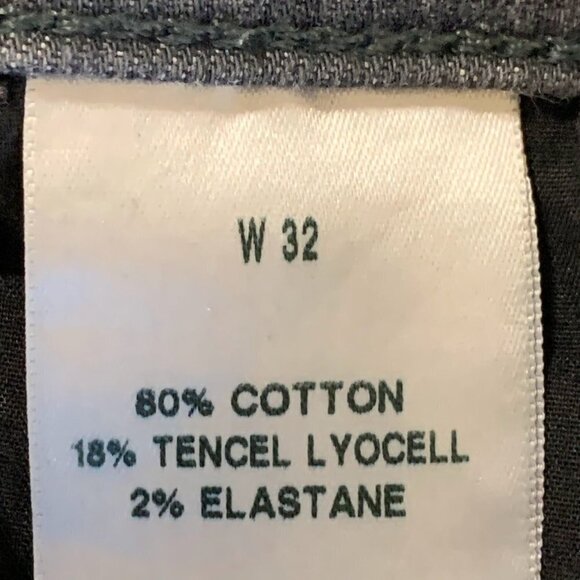 W 32
80% COTTON
18% TENCEL LYOCELL
2% ELASTANE